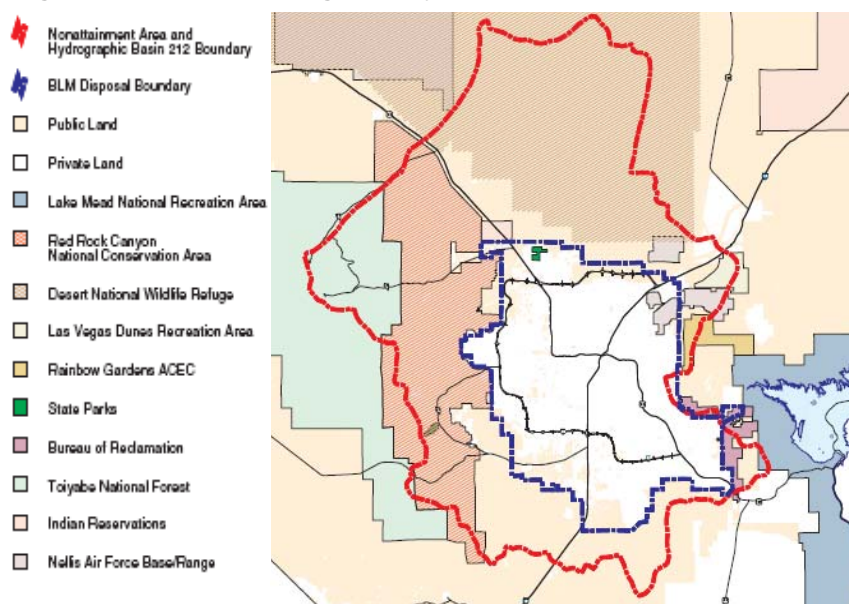 Nonattainment Area and
Hydrographic Basin 212 Boundary
BLM Disposal Boundary
Public Land
Private Land
Lake Mead National Recreation Area
Red Rock Canyon
National Conservation Area
Desert National Wildlife Refuge
Las Vegas Dunes Recreation Area
Rainbow Gardens ACEC
State Parks
Bureau of Reclamation
Toiyabe National Forest
Indian Reservations
Nellis Air Force Base/Range